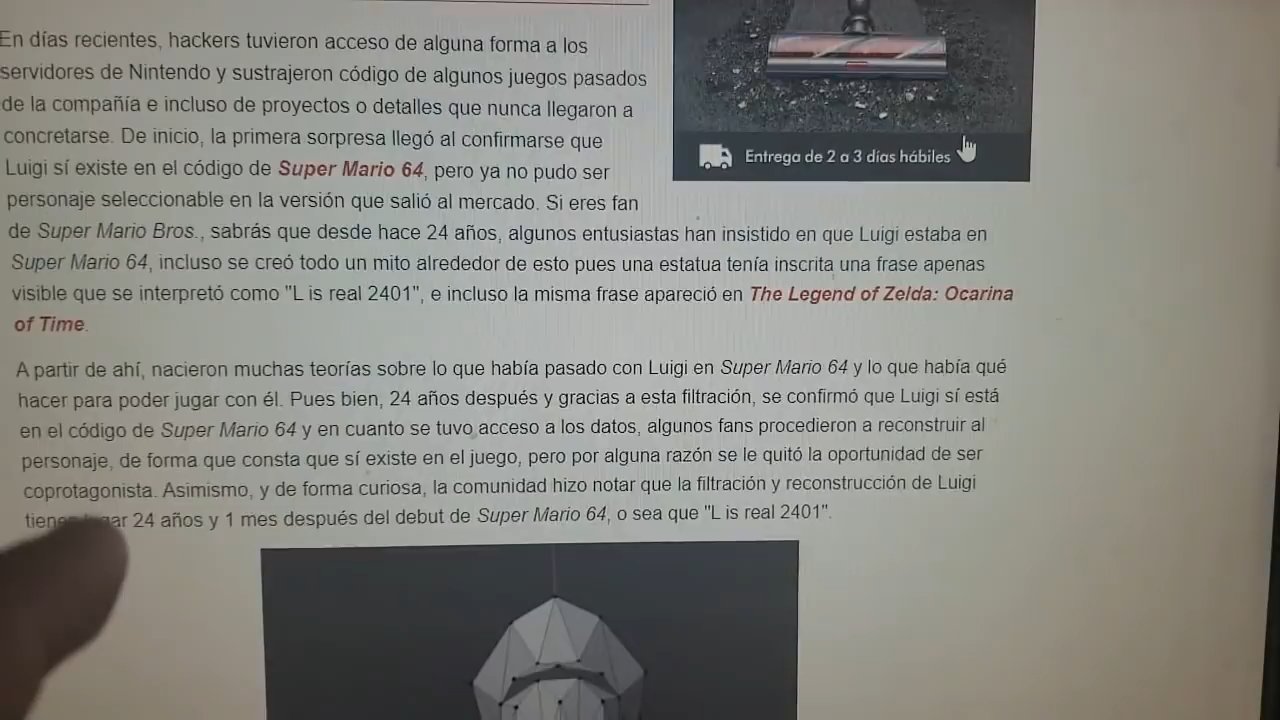 En días recientes, hackers tuvieron acceso de alguna forma a los
servidores de Nintendo y sustrajeron código de algunos juegos pasados
de la compañía e incluso de proyectos o detalles que nunca llegaron a
concretarse. De inicio, la primera sorpresa llegó al confirmarse que
Luigi sí existe en el código de Super Mario 64, pero ya no pudo ser
personaje seleccionable en la versión que salió al mercado. Si eres fan
de Super Mario Bros., sabrás que desde hace 24 años, algunos entusiastas han insistido en que Luigi estaba en
Super Mario 64, incluso se creó todo un mito alrededor de esto pues una estatua tenía inscrita una frase apenas
visible que se interpretó como "L is real 2401", e incluso la misma frase apareció en The Legend of Zelda: Ocarina
of Time.
Entrega de 2 a 3 días hábiles
A partir de ahí, nacieron muchas teorías sobre lo que había pasado con Luigi en Super Mario 64 y lo que había qué
hacer para poder jugar con él. Pues bien, 24 años después y gracias a esta filtración, se confirmó que Luigi sí está
en el código de Super Mario 64 y en cuanto se tuvo acceso a los datos, algunos fans procedieron a reconstruir al
personaje, de forma que consta que sí existe en el juego, pero por alguna razón se le quitó la oportunidad de ser
coprotagonista. Asimismo, y de forma curiosa, la comunidad hizo notar que la filtración y reconstrucción de Luigi
24 años y 1 mes después del debut de Super Mario 64, o sea que "L is real 2401".